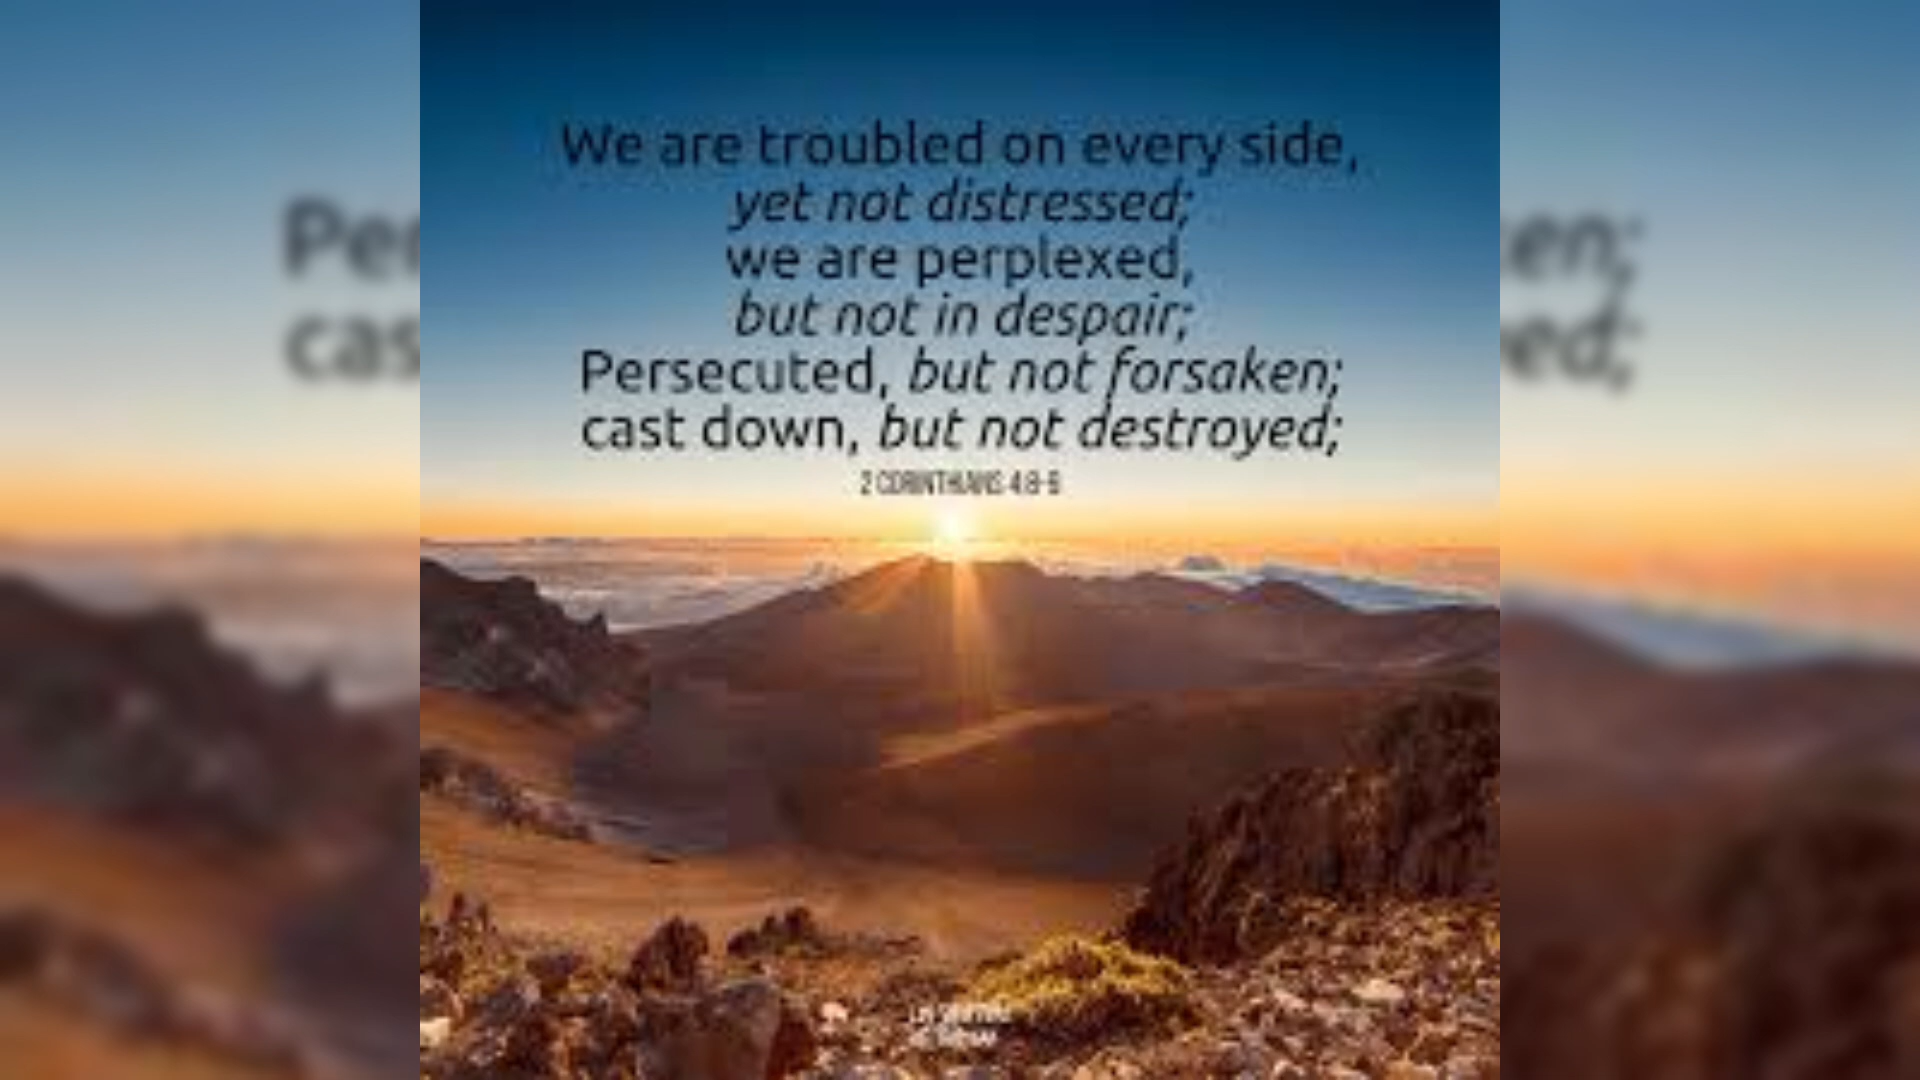 We are troubled on every side,
yet not distressed;
we are perplexed,
but not in despair;
Persecuted, but not forsaken;
cast down, but not destroyed;
2 CORINTHIANS 4:8-9